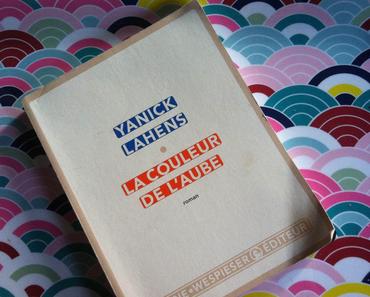 YANICK
LAHENS
LA COULEUR
DE L'AUBE
roman
WESPIESER ÉDITEUR